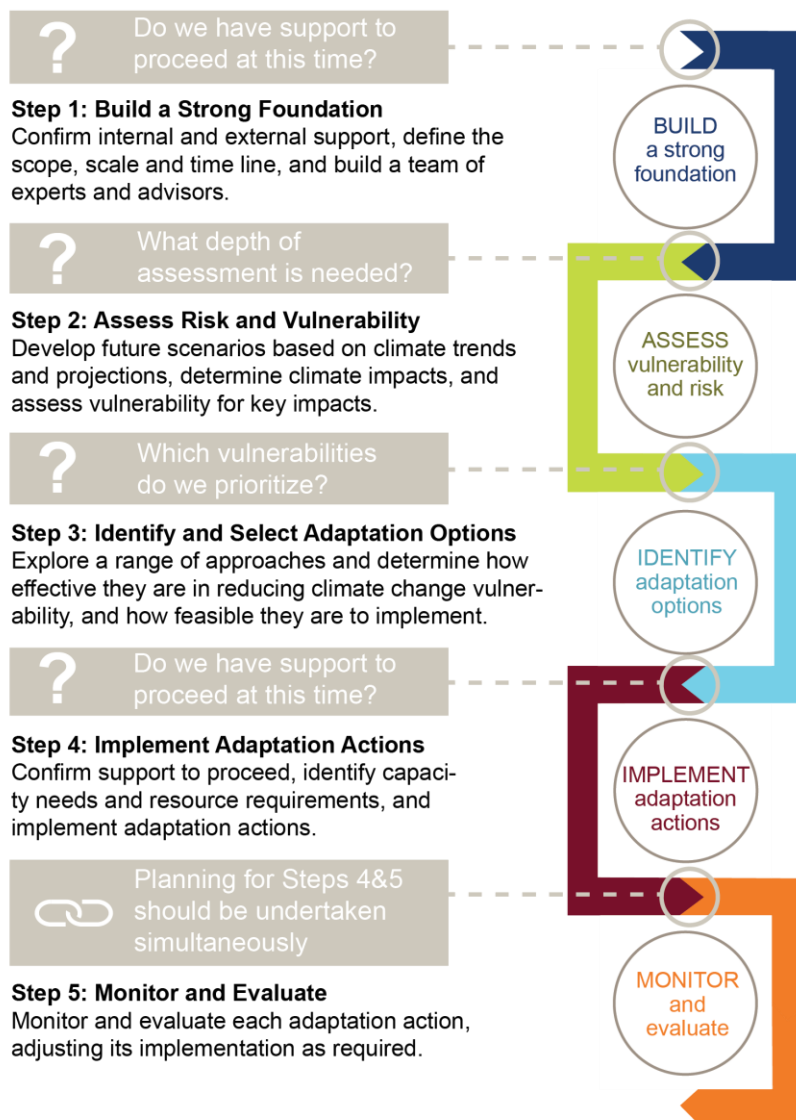 Do we have support to
proceed at this time?
Step 1: Build a Strong Foundation
Confirm internal and external support, define the
scope, scale and time line, and build a team of
experts and advisors.
BUILD
a strong
foundation
What depth of
assessment is needed?
Step 2: Assess Risk and Vulnerability
Develop future scenarios based on climate trends
and projections, determine climate impacts, and
assess vulnerability for key impacts.
ASSESS
vulnerability
and risk
Which vulnerabilities
do we prioritize?
Step 3: Identify and Select Adaptation Options
Explore a range of approaches and determine how
effective they are in reducing climate change vulner-
ability, and how feasible they are to implement.
IDENTIFY
adaptation
options
Do we have support to
proceed at this time?
Step 4: Implement Adaptation Actions
Confirm support to proceed, identify capaci-
ty needs and resource requirements, and
implement adaptation actions.
IMPLEMENT
adaptation
actions
Planning for Steps 4&5
should be undertaken
simultaneously
Step 5: Monitor and Evaluate
Monitor and evaluate each adaptation action,
adjusting its implementation as required.
MONITOR
and
evaluate